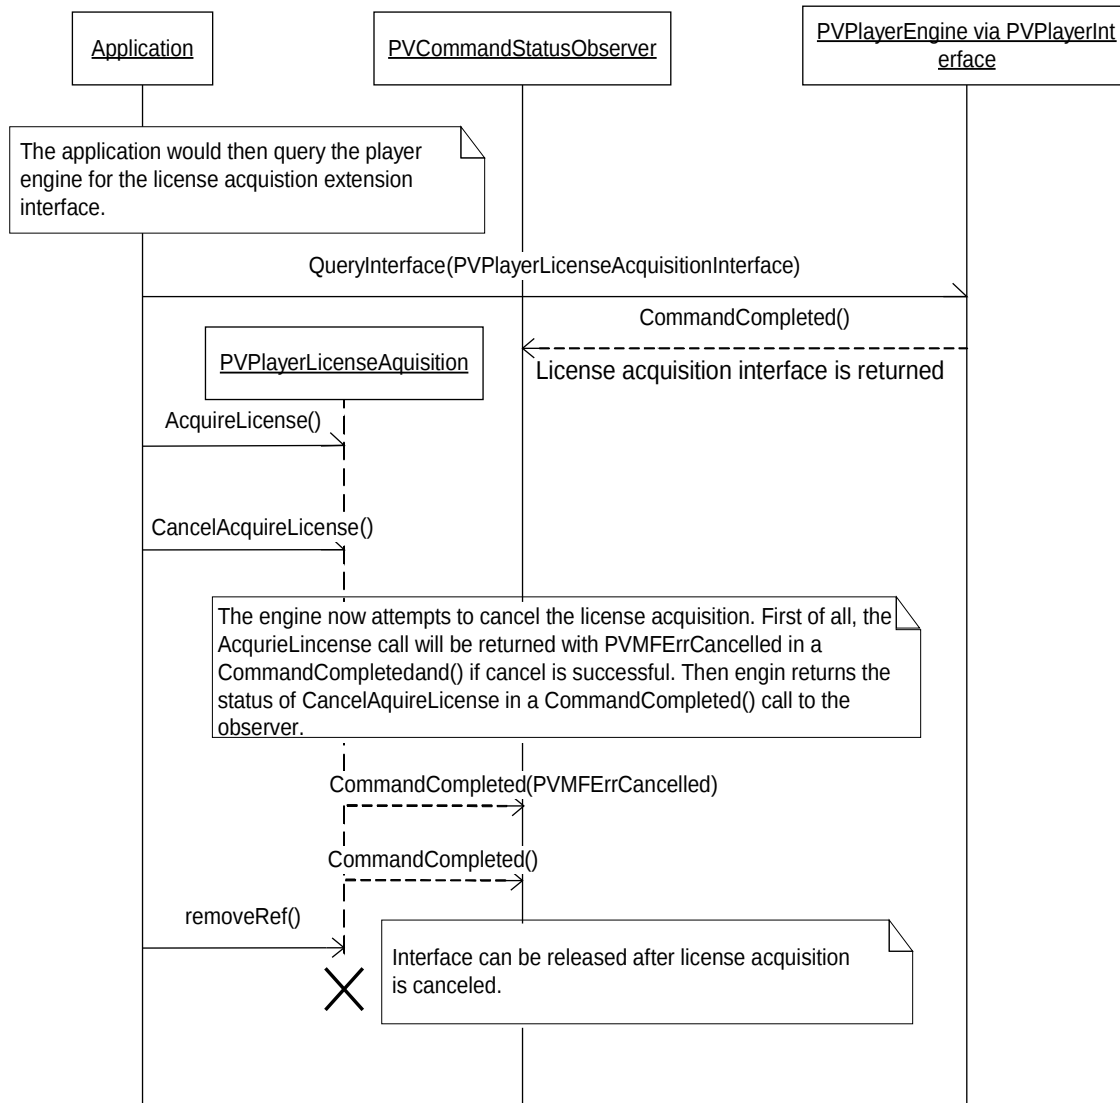 Application
PVCommandStatusObserver
PVPlayerEngine via PVPlayerInt
erface
The application would then query the player
engine for the license acquistion extension
interface.
QueryInterface(PVPlayerLicenseAcquisitionInterface)
CommandCompleted()
License acquisition interface is returned
PVPlayerLicenseAquisition
AcquireLicense()
CancelAcquireLicense()
The engine now attempts to cancel the license acquisition. First of all, the
AcqurieLincense call will be returned with PVMFErrCancelled in a
CommandCompletedand() if cancel is successful. Then engin returns the
status of CancelAquireLicense in a CommandCompleted() call to the
observer.
CommandCompleted(PVMFErrCancelled)
CommandCompleted()
removeRef()
Interface can be released after license acquisition
is canceled.